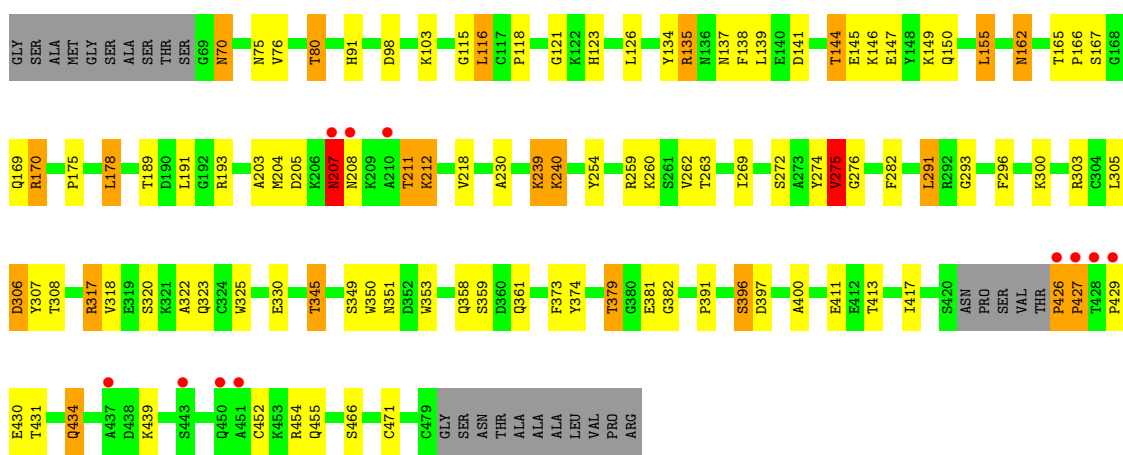 GLY SER ALA MET GLY SER ALA SER THR SER G69 N70 N75 V76 T80 H91 D98 K103 G115 L116 C117 P118 G121 K122 H123 L126 Y134 R135 N136 N137 F138 L139 E140 D141 T144 E145 K146 E147 Y148 K149 Q150 L155 N162 T165 P166 S167 G168
Q169 R170 P175 L178 T189 D190 L191 G192 R193 A203 M204 D205 K206 N207 N208 K209 A210 T211 K212 V218 A230 K239 K240 Y254 R259 K260 S261 V262 T263 I269 S272 A273 Y274 V275 G276 F282 L291 R292 G293 F296 K300 R303 C304 L305
D306 Y307 T308 R317 V318 E319 S320 K321 A322 Q323 C324 W325 E330 T345 S349 W350 N351 D352 W353 Q358 S359 D360 Q361 F373 Y374 T379 G380 E381 G382 P391 S396 D397 A400 E411 E412 T413 I417 S420 ASN PRO SER VAL THR P426 P427 T428 P429
E430 T431 Q434 A437 D438 K439 S443 Q450 A451 C452 K453 R454 Q455 S466 C471 C479 GLY SER ASN THR ALA ALA ALA LEU VAL PRO ARG